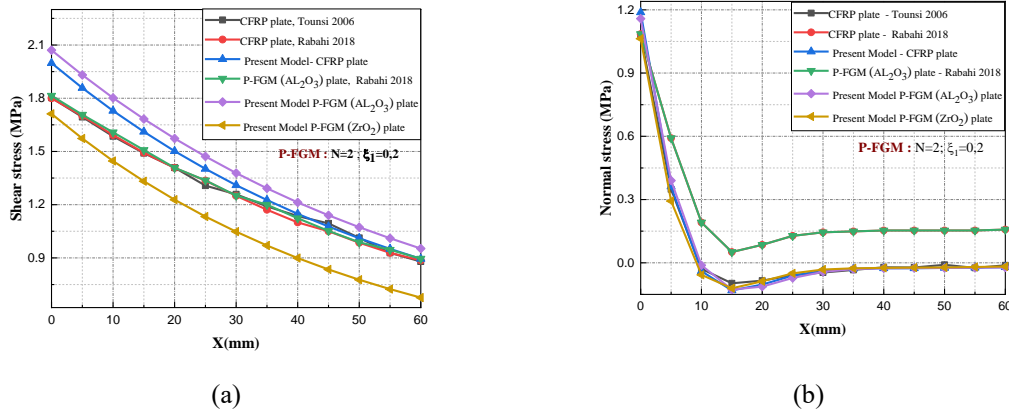 2.1
1.8
1.5
1.2
0.9
Shear stress (MPa)
CFRP plate, Tounsi 2006
CFRP plate, Rabahi 2018
Present Model- CFRP plate
P-FGM (AL₂O₃) plate, Rabahi 2018
Present Model P-FGM (AL₂O₃) plate
Present Model P-FGM (ZrO₂) plate
P-FGM : N=2 ; ξ₁=0,2
0 10 20 30 40 50 60
X(mm)
(a)
1.2
0.9
0.6
0.3
0.0
Normal stress (MPa)
CFRP plate - Tounsi 2006
CFRP plate - Rabahi 2018
Present Model - CFRP plate
P-FGM (AL₂O₃) plate - Rabahi 2018
Present Model P-FGM (AL₂O₃) plate
Present Model P-FGM (ZrO₂) plate
P-FGM : N=2; ξ₁=0,2
0 10 20 30 40 50 60
X(mm)
(b)